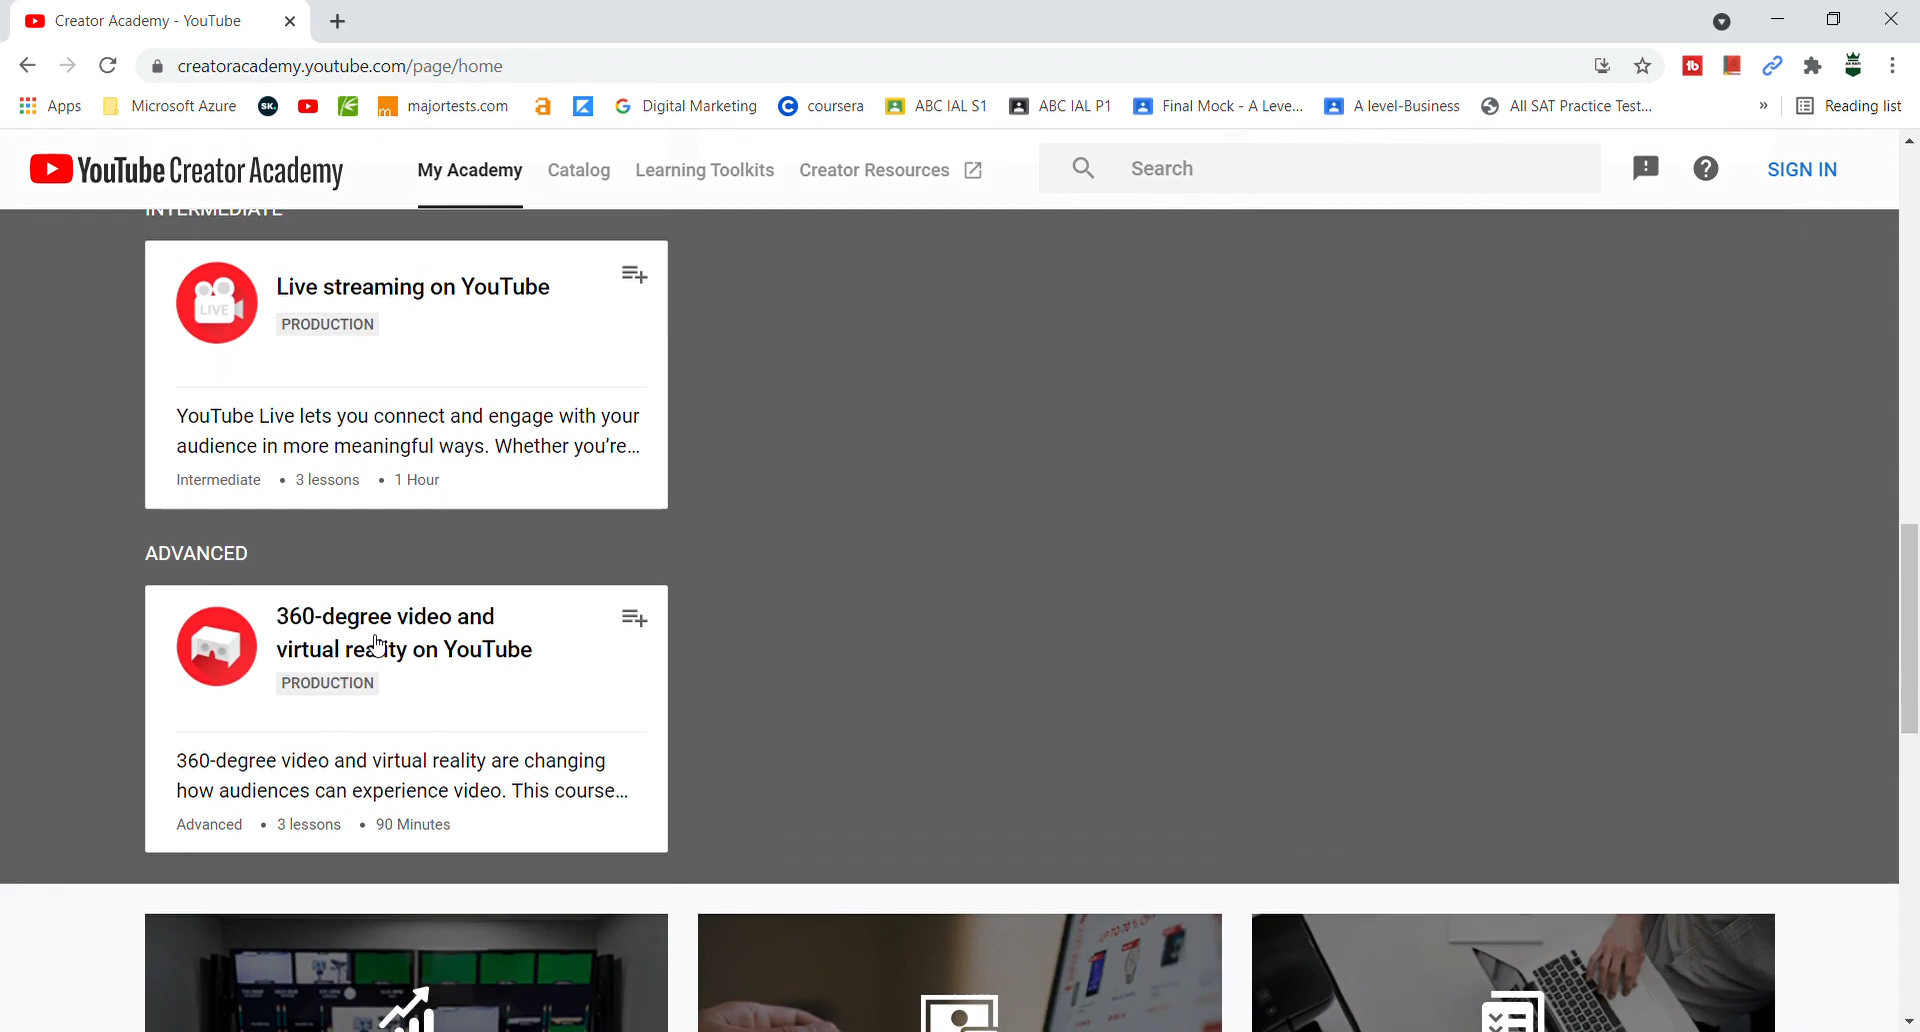 Creator Academy - YouTube
creatoracademy.youtube.com/page/home
Apps Microsoft Azure SK. majortests.com Digital Marketing coursera ABC IAL S1 ABC IAL P1 Final Mock - A Leve... A level-Business All SAT Practice Test... » Reading list
YouTube Creator Academy My Academy Catalog Learning Toolkits Creator Resources Search SIGN IN
INTERMEDIATE
LIVE
Live streaming on YouTube
PRODUCTION
YouTube Live lets you connect and engage with your
audience in more meaningful ways. Whether you're...
Intermediate • 3 lessons • 1 Hour
ADVANCED
360-degree video and
virtual reality on YouTube
PRODUCTION
360-degree video and virtual reality are changing
how audiences can experience video. This course...
Advanced • 3 lessons • 90 Minutes